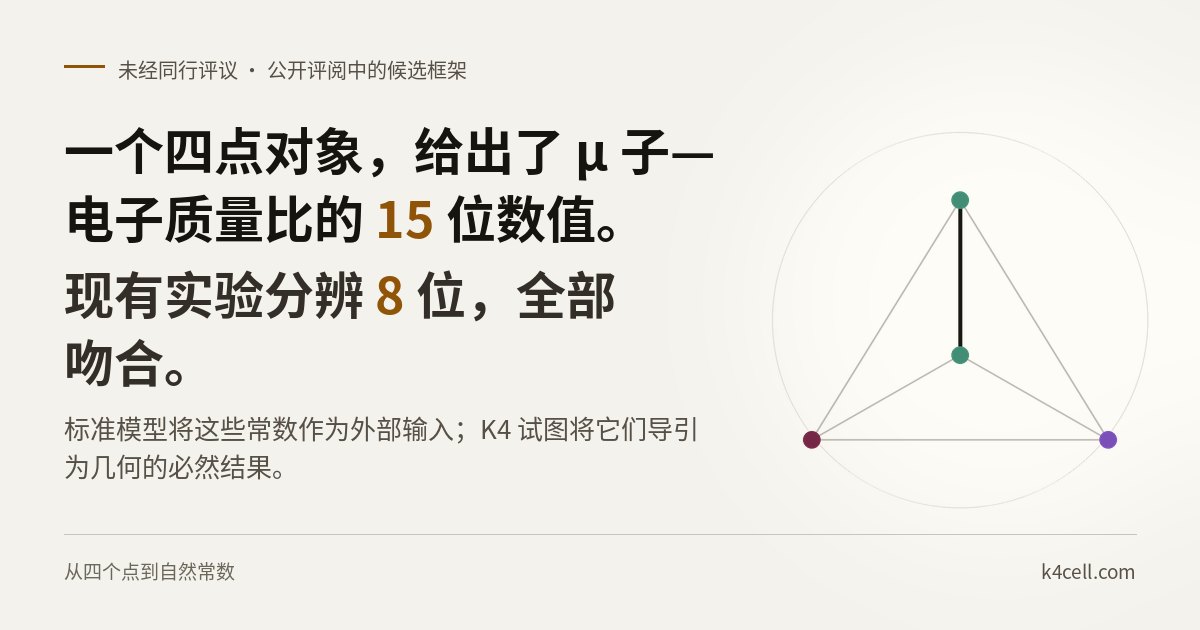 未经同行评议 · 公开评阅中的候选框架
一个四点对象，给出了 μ 子—
电子质量比的 15 位数值。
现有实验分辨 8 位，全部
吻合。
标准模型将这些常数作为外部输入；K4 试图将它们导引
为几何的必然结果。
从四个点到自然常数
k4cell.com